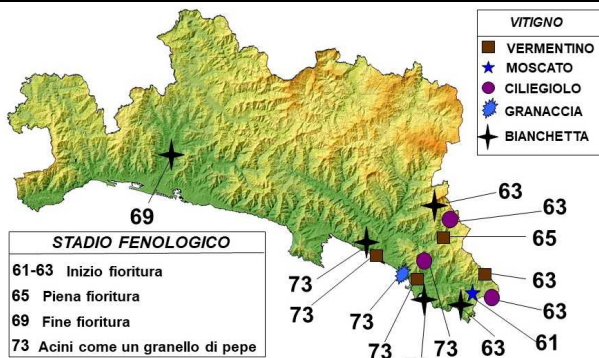 VITIGNO
VERMENTINO
MOSCATO
CILIEGIOLO
GRANACCIA
BIANCHETTA
69
63
63
65
63
63
61
63
73
73
73
73
73
73
STADIO FENOLOGICO
61-63 Inizio fioritura
65 Piena fioritura
69 Fine fioritura
73 Acini come un granello di pepe